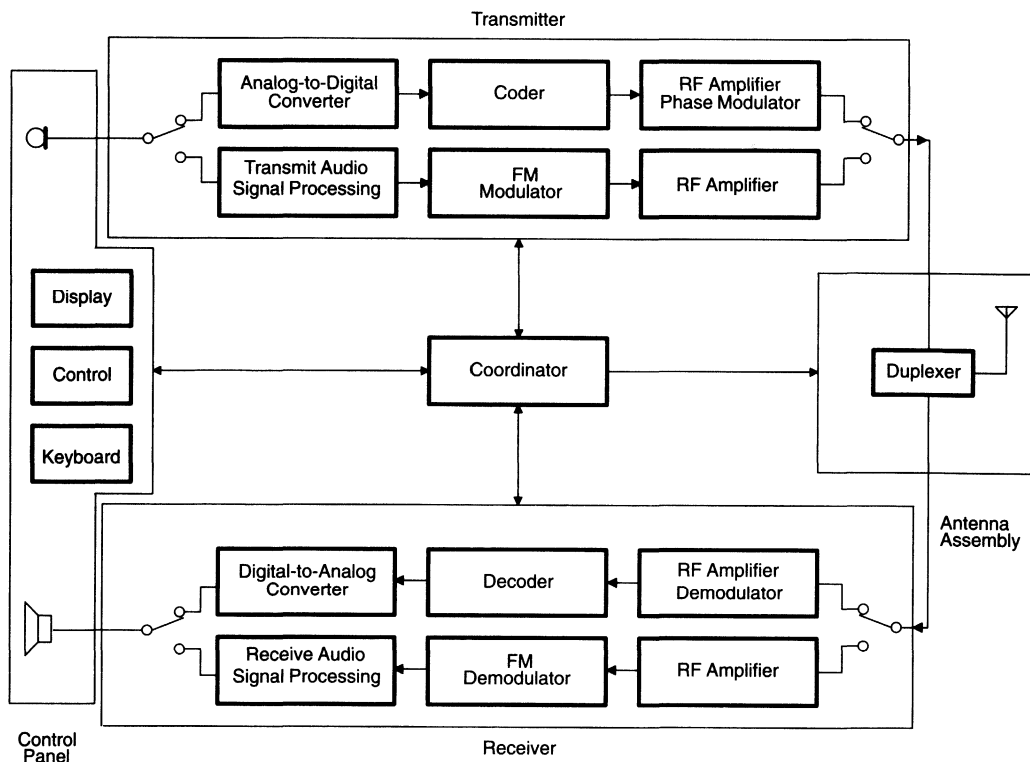 Transmitter
Analog-to-Digital
Converter
Coder
RF Amplifier
Phase Modulator
Transmit Audio
Signal Processing
FM
Modulator
RF Amplifier
Display
Control
Keyboard
Coordinator
Duplexer
Antenna
Assembly
Digital-to-Analog
Converter
Decoder
RF Amplifier
Demodulator
Receive Audio
Signal Processing
FM
Demodulator
RF Amplifier
Control
Panel
Receiver